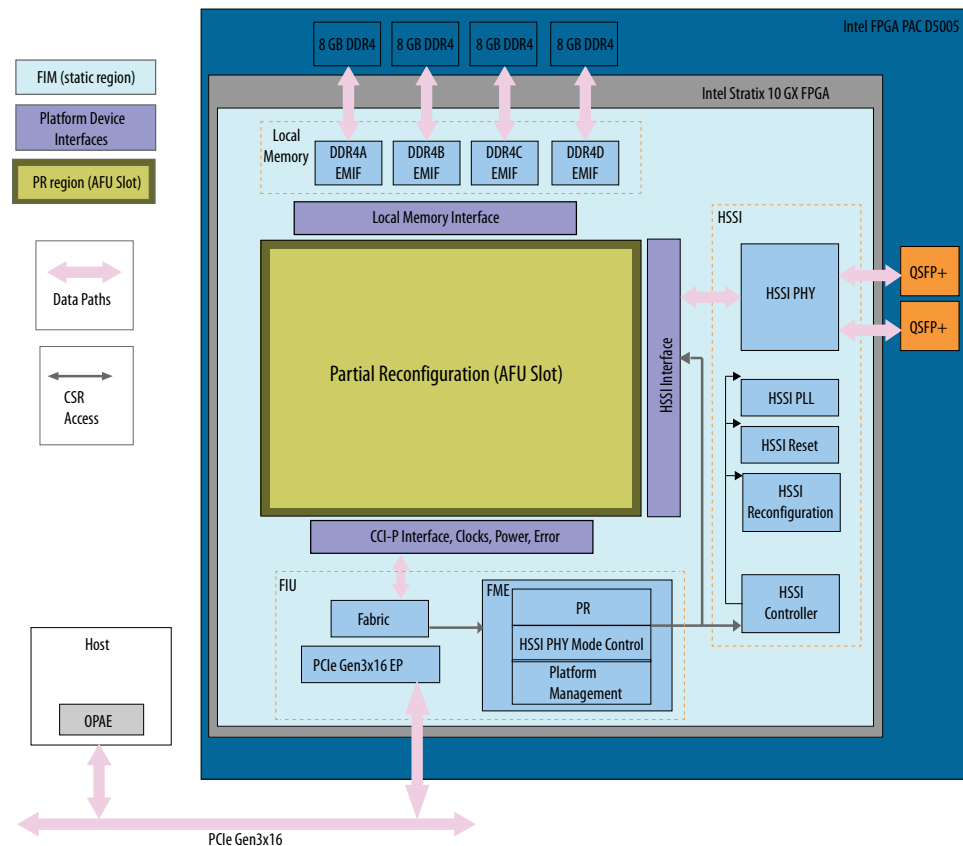 Intel FPGA PAC D5005
8 GB DDR4
8 GB DDR4
8 GB DDR4
8 GB DDR4
FIM (static region)
Platform Device
Interfaces
PR region (AFU Slot)
Data Paths
CSR
Access
Intel Stratix 10 GX FPGA
Local
Memory
DDR4A
EMIF
DDR4B
EMIF
DDR4C
EMIF
DDR4D
EMIF
Local Memory Interface
Partial Reconfiguration (AFU Slot)
HSSI Interface
HSSI
HSSI PHY
QSFP+
QSFP+
HSSI PLL
HSSI Reset
HSSI
Reconfiguration
HSSI
Controller
CCI-P Interface, Clocks, Power, Error
FIU
Fabric
PCIe Gen3x16 EP
FME
PR
HSSI PHY Mode Control
Platform
Management
Host
OPAE
PCIe Gen3x16